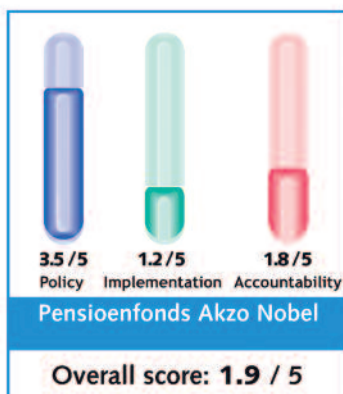 3.5/5 1.2/5 1.8/5
Policy Implementation Accountability
Pensioenfonds Akzo Nobel
Overall score: 1.9 / 5